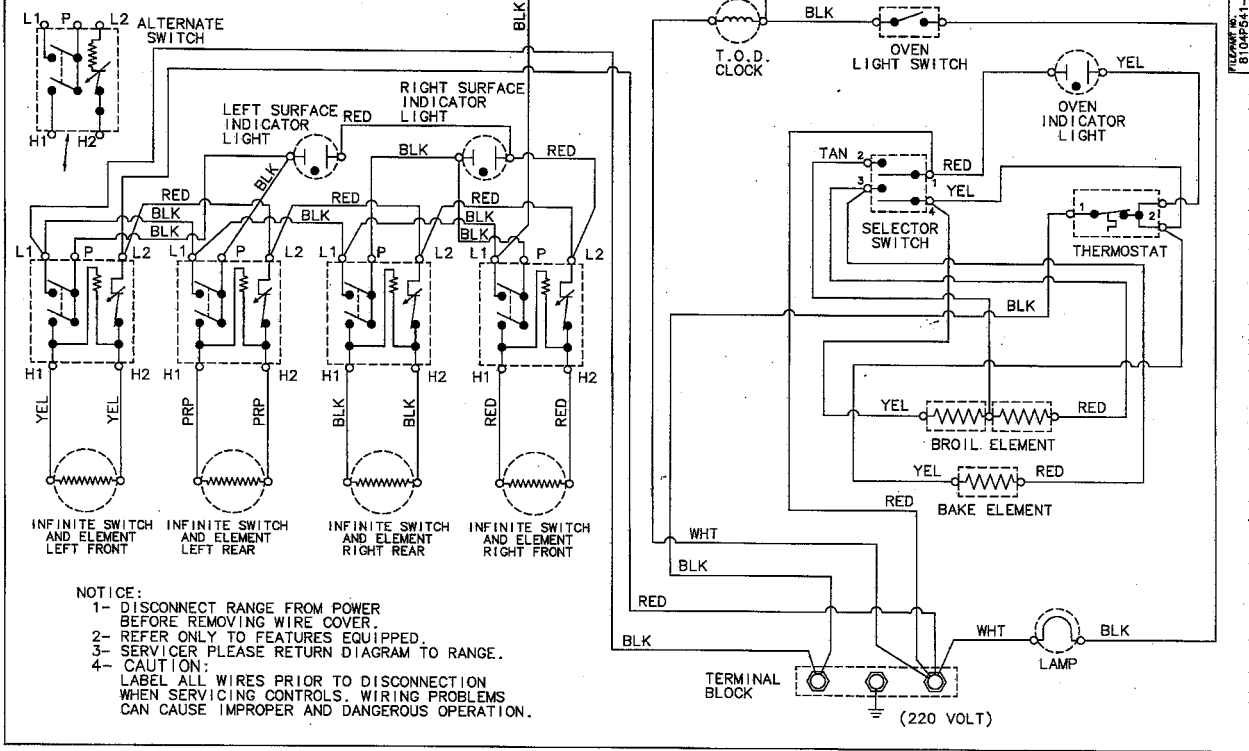 L1 P L2 ALTERNATE
SWITCH
H1 H2
BLK
BLK
T.O.D.
CLOCK
OVEN
LIGHT SWITCH
FILE/PART NO.
8104P541-
YEL
OVEN
INDICATOR
LIGHT
LEFT SURFACE
INDICATOR
LIGHT
RED
RIGHT SURFACE
INDICATOR
LIGHT
BLK
BLK
RED
TAN 2
3
1
4
RED
YEL
SELECTOR
SWITCH
1
2
THERMOSTAT
RED
BLK
BLK
RED
BLK
RED
BLK
BLK
L1 P L2
L1 P L2
L1 P L2
L1 P L2
BLK
H1 H2
H1 H2
H1 H2
H1 H2
YEL YEL
PRP PRP
BLK BLK
RED RED
YEL RED
BROIL ELEMENT
YEL RED
BAKE ELEMENT
RED
INFINITE SWITCH
AND ELEMENT
LEFT FRONT
INFINITE SWITCH
AND ELEMENT
LEFT REAR
INFINITE SWITCH
AND ELEMENT
RIGHT REAR
INFINITE SWITCH
AND ELEMENT
RIGHT FRONT
WHT
BLK
RED
BLK
WHT BLK
LAMP
TERMINAL
BLOCK
(220 VOLT)
NOTICE:
1- DISCONNECT RANGE FROM POWER
BEFORE REMOVING WIRE COVER.
2- REFER ONLY TO FEATURES EQUIPPED.
3- SERVICER PLEASE RETURN DIAGRAM TO RANGE.
4- CAUTION:
LABEL ALL WIRES PRIOR TO DISCONNECTION
WHEN SERVICING CONTROLS. WIRING PROBLEMS
CAN CAUSE IMPROPER AND DANGEROUS OPERATION.